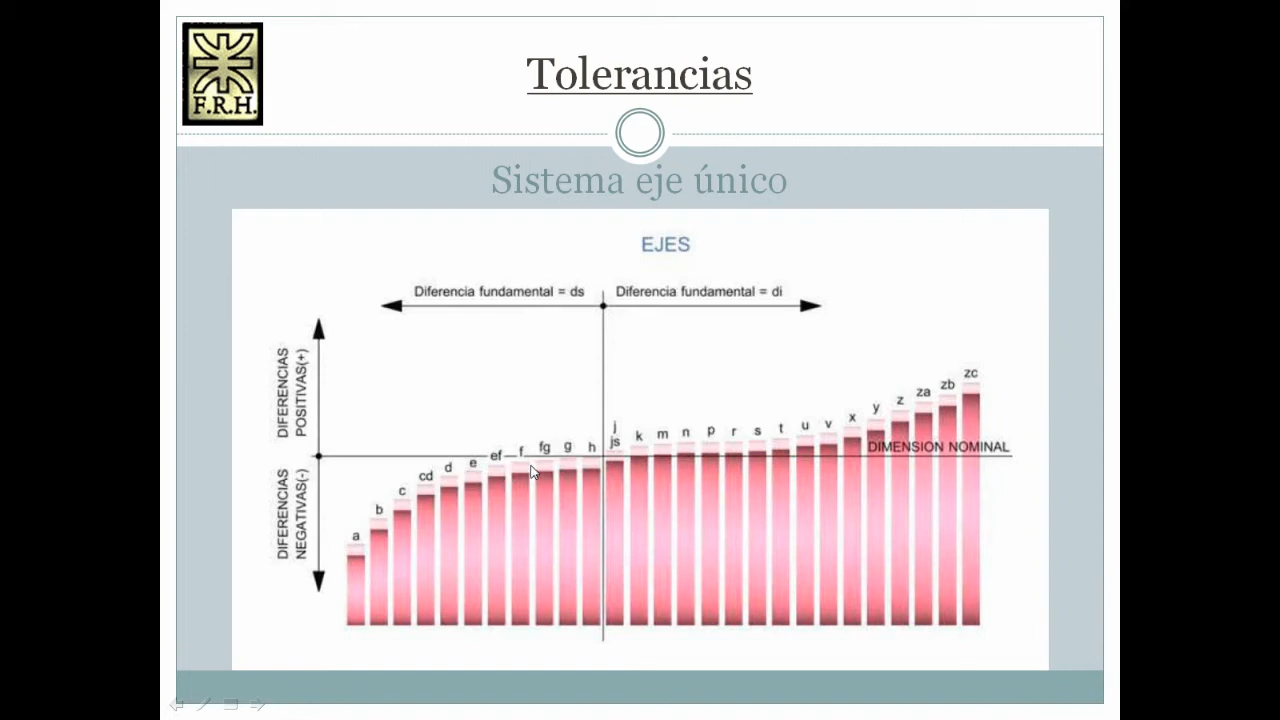 F.R.H.
Tolerancias
Sistema eje único
EJES
Diferencia fundamental = ds
Diferencia fundamental = di
DIFERENCIAS
POSITIVAS(+)
DIFERENCIAS
NEGATIVAS(-)
a
b
c
cd
d
e
ef
f
fg
g
h
j
js
k
m
n
p
r
s
t
u
v
x
y
z
za
zb
zc
DIMENSION NOMINAL